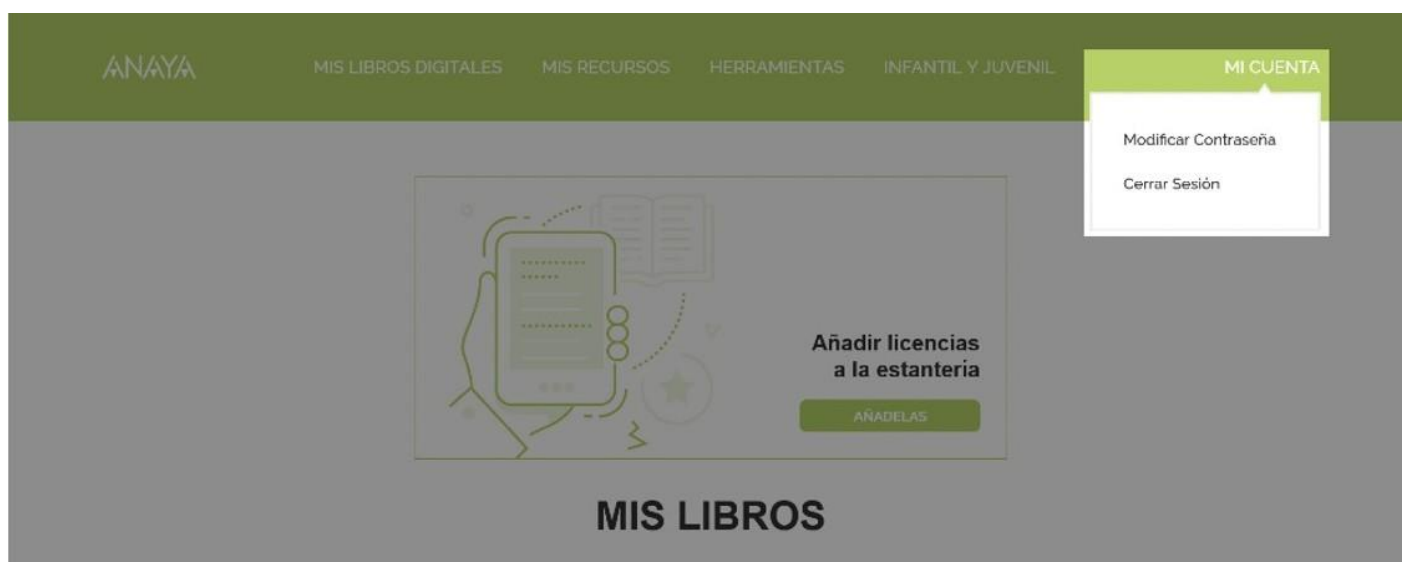 ANAYA
MIS LIBROS DIGITALES
MIS RECURSOS
HERRAMIENTAS
INFANTIL Y JUVENIL
MI CUENTA
Modificar Contraseña
Cerrar Sesión
Añadir licencias
a la estantería
AÑADELAS
MIS LIBROS